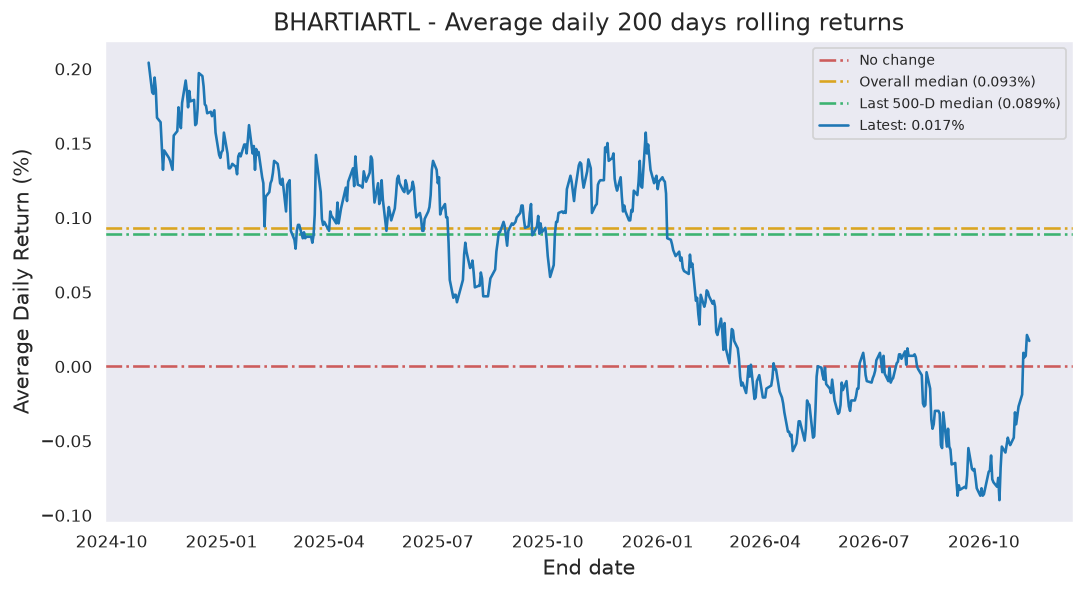 BHARTIARTL - Average daily 200 days rolling returns
No change
Overall median (0.093%)
Last 500-D median (0.089%)
Latest: 0.017%
Average Daily Return (%)
0.20
0.15
0.10
0.05
0.00
−0.05
−0.10
2024-10 2025-01 2025-04 2025-07 2025-10 2026-01 2026-04 2026-07 2026-10
End date